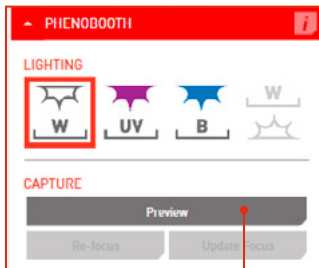 PHENOBOOTH i
LIGHTING
W UV B W
CAPTURE
Preview
Re-focus Update Focus